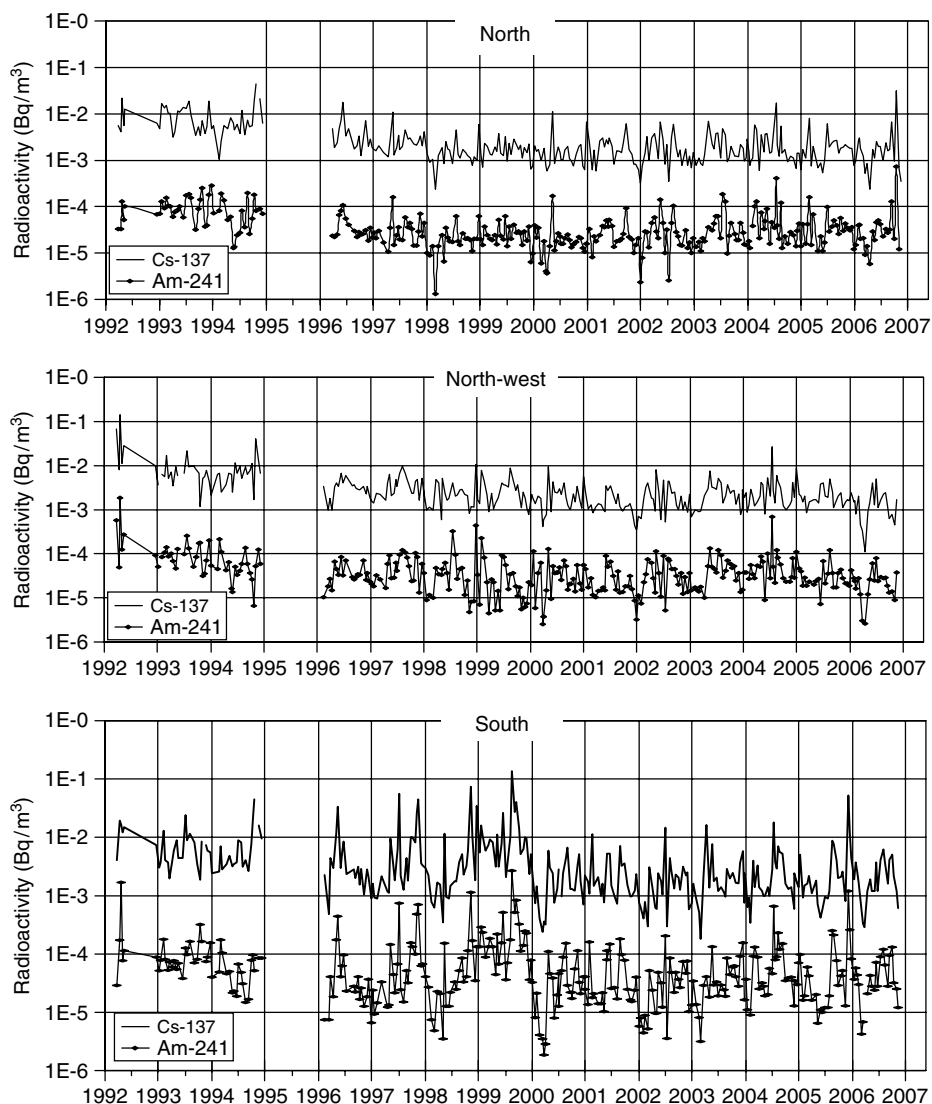 North
1E-0
1E-1
1E-2
1E-3
1E-4
1E-5
1E-6
Radioactivity (Bq/m³)
Cs-137
Am-241
1992 1993 1994 1995 1996 1997 1998 1999 2000 2001 2002 2003 2004 2005 2006 2007
North-west
1E-0
1E-1
1E-2
1E-3
1E-4
1E-5
1E-6
Radioactivity (Bq/m³)
Cs-137
Am-241
1992 1993 1994 1995 1996 1997 1998 1999 2000 2001 2002 2003 2004 2005 2006 2007
South
1E-0
1E-1
1E-2
1E-3
1E-4
1E-5
1E-6
Radioactivity (Bq/m³)
Cs-137
Am-241
1992 1993 1994 1995 1996 1997 1998 1999 2000 2001 2002 2003 2004 2005 2006 2007